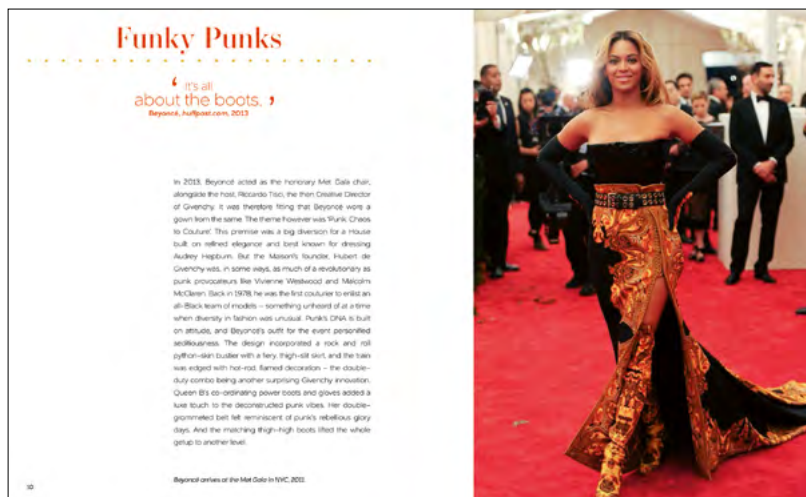 Funky Punks
‘ It's all
about the boots. ’
Beyoncé, huffpost.com, 2013
In 2013, Beyoncé acted as the honorary Met Gala chair,
alongside the host, Riccardo Tisci, the then Creative Director
of Givenchy. It was therefore fitting that Beyoncé wore a
gown from the same. The theme however was 'Punk: Chaos
to Couture'. This premise was a big diversion for a House
built on refined elegance and best known for dressing
Audrey Hepburn. But the Maison's founder, Hubert de
Givenchy was, in some ways, as much of a revolutionary as
punk provocateurs like Vivienne Westwood and Malcolm
McClaren. Back in 1978, he was the first couturier to enlist an
all-Black team of models – something unheard of at a time
when diversity in fashion was unusual. Punk's DNA is built
on attitude, and Beyoncé's outfit for the event personified
seditiousness. The design incorporated a rock and roll
python-skin bustier with a fiery, thigh-slit skirt, and the train
was edged with hot-rod, flamed decoration – the double-
duty combo being another surprising Givenchy innovation.
Queen B's co-ordinating power boots and gloves added a
luxe touch to the deconstructed punk vibes. Her double-
grommeted belt felt reminiscent of punk's rebellious glory
days. And the matching thigh-high boots lifted the whole
getup to another level.
Beyoncé arrives at the Met Gala in NYC, 2013.